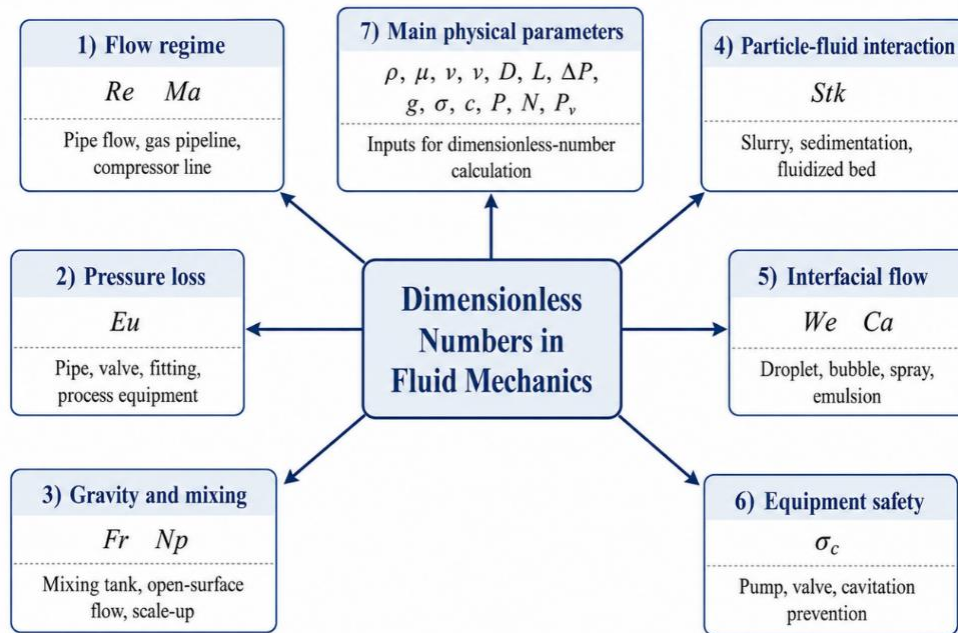 1) Flow regime
Re Ma
Pipe flow, gas pipeline,
compressor line
7) Main physical parameters
ρ, μ, ν, ν, D, L, ΔP,
g, σ, c, P, N, Pᵥ
Inputs for dimensionless-number
calculation
4) Particle-fluid interaction
Stk
Slurry, sedimentation,
fluidized bed
2) Pressure loss
Eu
Pipe, valve, fitting,
process equipment
Dimensionless
Numbers in
Fluid Mechanics
5) Interfacial flow
We Ca
Droplet, bubble, spray,
emulsion
3) Gravity and mixing
Fr Np
Mixing tank, open-surface
flow, scale-up
6) Equipment safety
σc
Pump, valve, cavitation
prevention